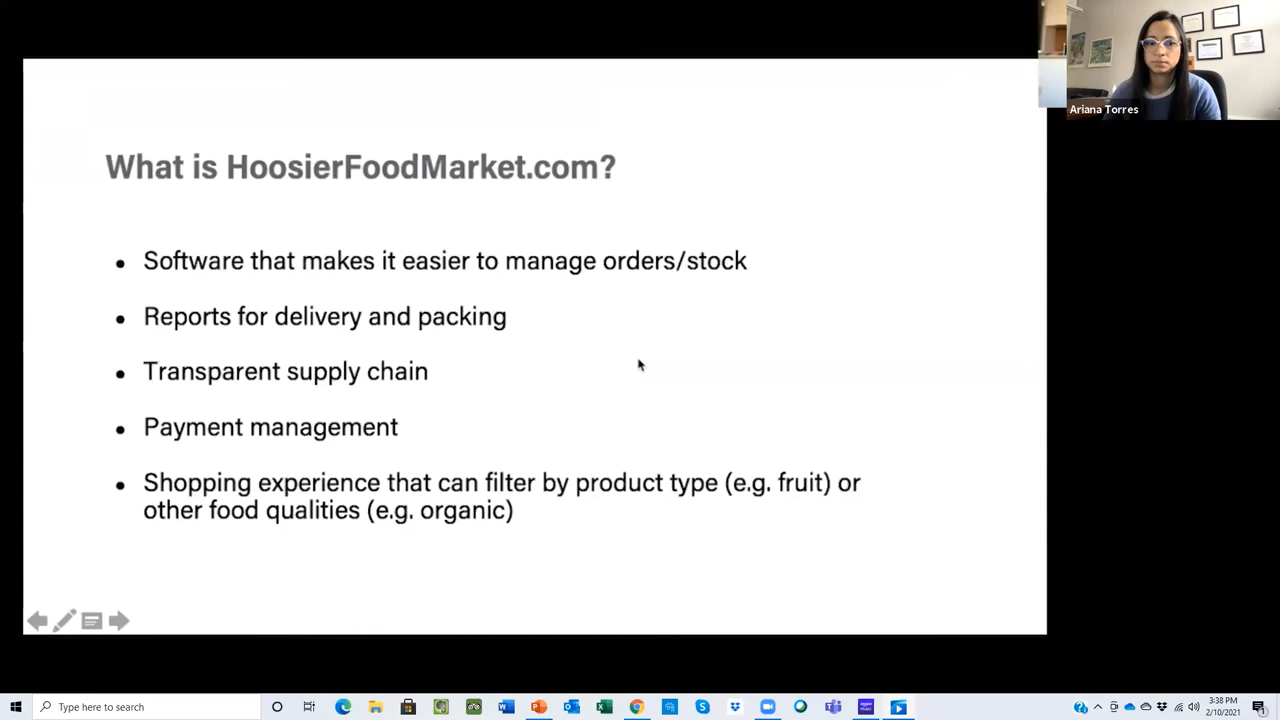 Ariana Torres
What is HoosierFoodMarket.com?
• Software that makes it easier to manage orders/stock
• Reports for delivery and packing
• Transparent supply chain
• Payment management
• Shopping experience that can filter by product type (e.g. fruit) or
other food qualities (e.g. organic)
Type here to search
3:38 PM
2/10/2021